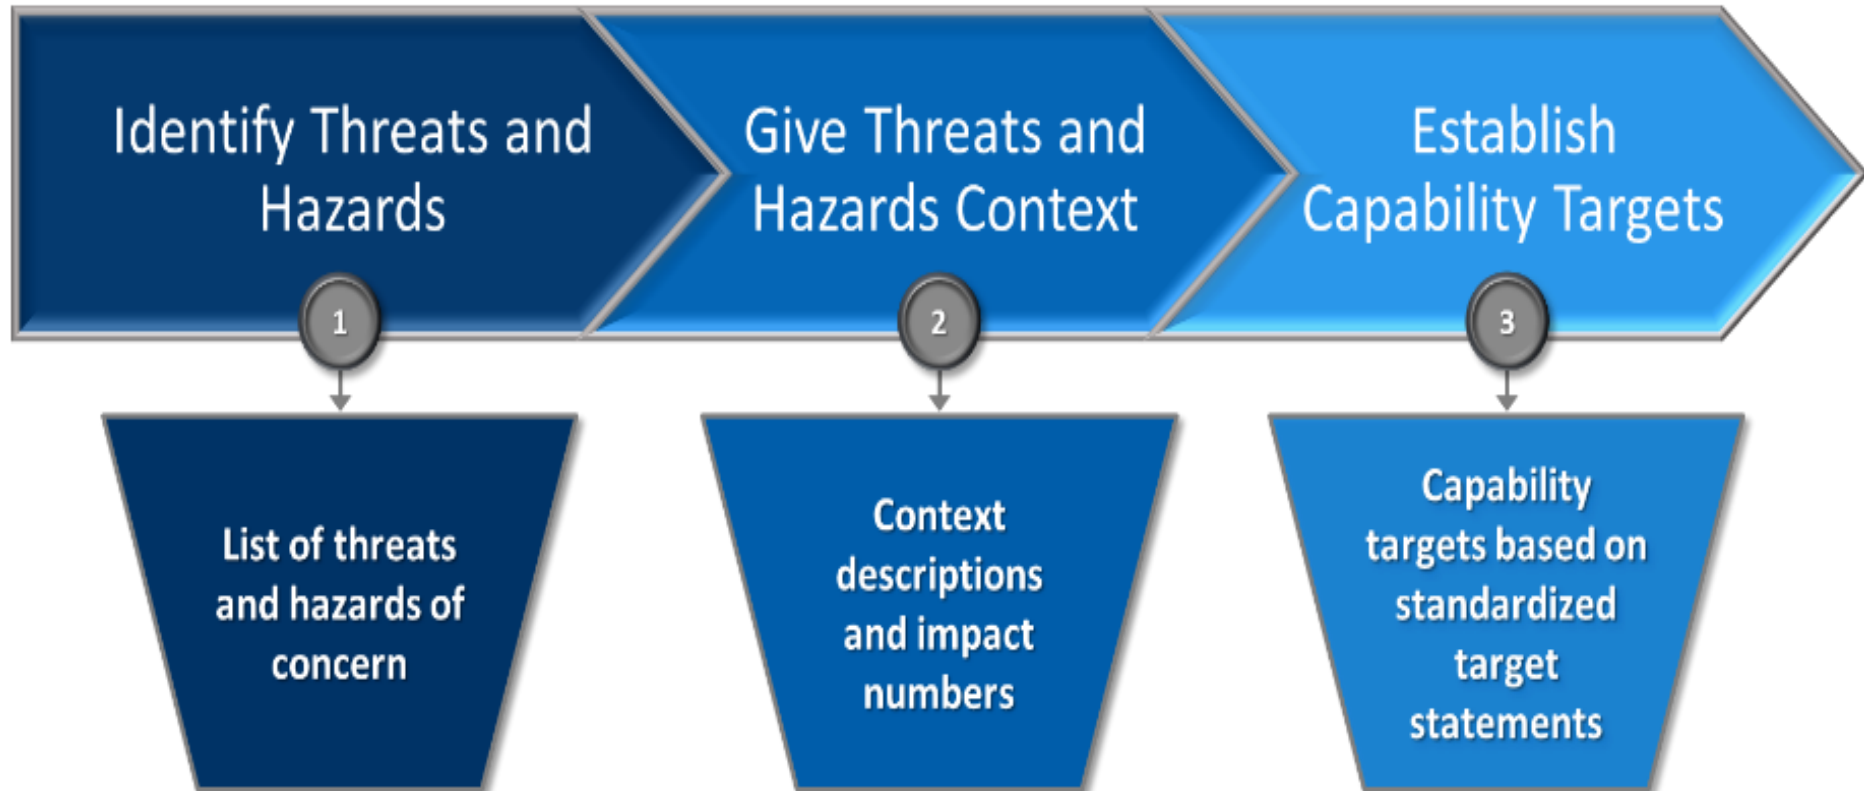 Identify Threats and
Hazards
Give Threats and
Hazards Context
Establish
Capability Targets
1
2
3
List of threats
and hazards of
concern
Context
descriptions
and impact
numbers
Capability
targets based on
standardized
target
statements